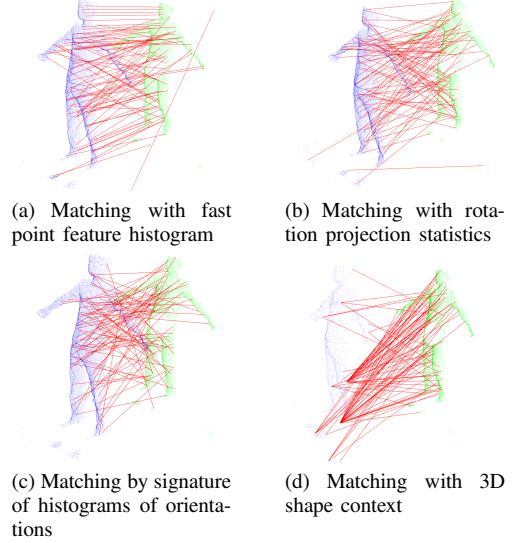 (a) Matching with fast
point feature histogram
(b) Matching with rota-
tion projection statistics
(c) Matching by signature
of histograms of orienta-
tions
(d) Matching with 3D
shape context